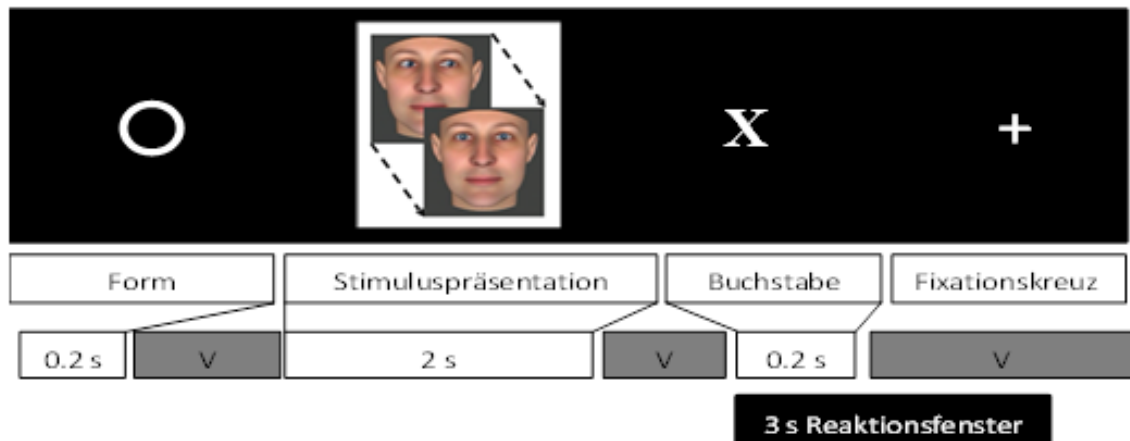 X +
Form Stimuluspräsentation Buchstabe Fixationskreuz
0.2 s V 2 s V 0.2 s V
3 s Reaktionsfenster